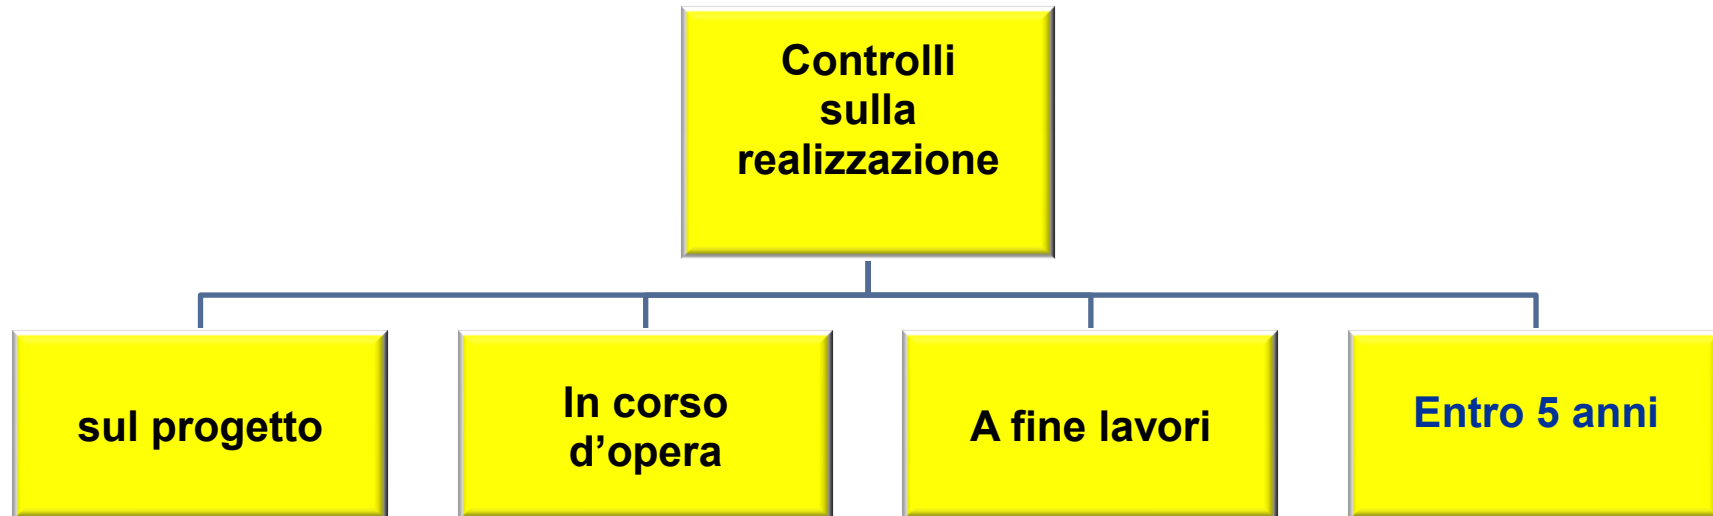 Controlli
sulla
realizzazione
sul progetto
In corso
d’opera
A fine lavori
Entro 5 anni